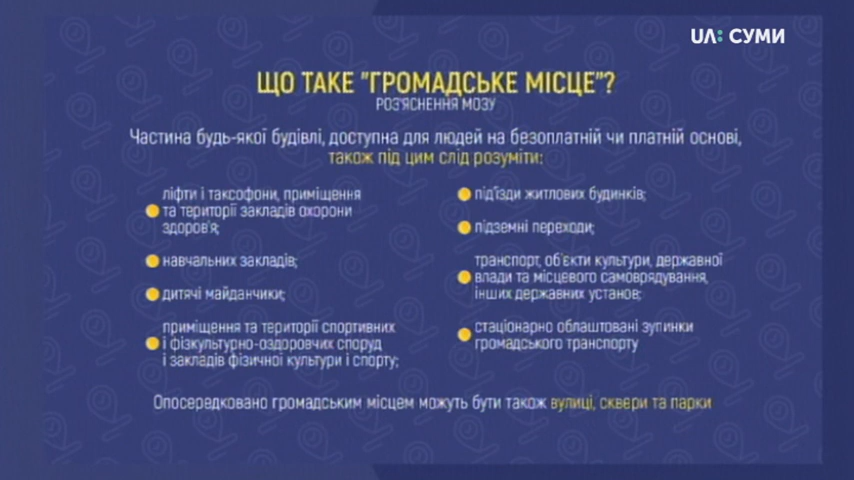 UA: СУМИ
ЩО ТАКЕ "ГРОМАДСЬКЕ МІСЦЕ"?
РОЗ'ЯСНЕННЯ МОЗУ
Частина будь-якої будівлі, доступна для людей на безоплатній чи платній основі,
також під цим слід розуміти:
ліфти і таксофони, приміщення
та території закладів охорони
здоров'я;
навчальних закладів;
дитячі майданчики;
приміщення та території спортивних
і фізкультурно-оздоровчих споруд
і закладів фізичної культури і спорту;
під'їзди житлових будинків;
підземні переходи;
транспорт, об'єкти культури, державної
влади та місцевого самоврядування,
інших державних установ;
стаціонарно облаштовані зупинки
громадського транспорту
Опосередковано громадським місцем можуть бути також вулиці, сквери та парки